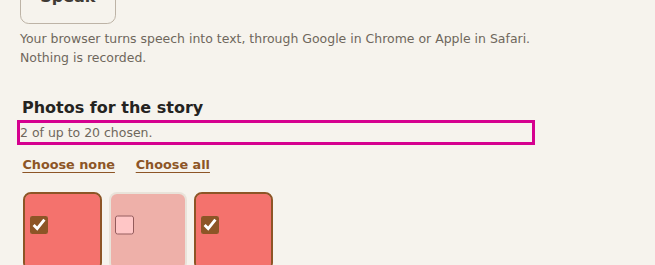 Your browser turns speech into text, through Google in Chrome or Apple in Safari.
Nothing is recorded.
Photos for the story
2 of up to 20 chosen.
Choose none Choose all